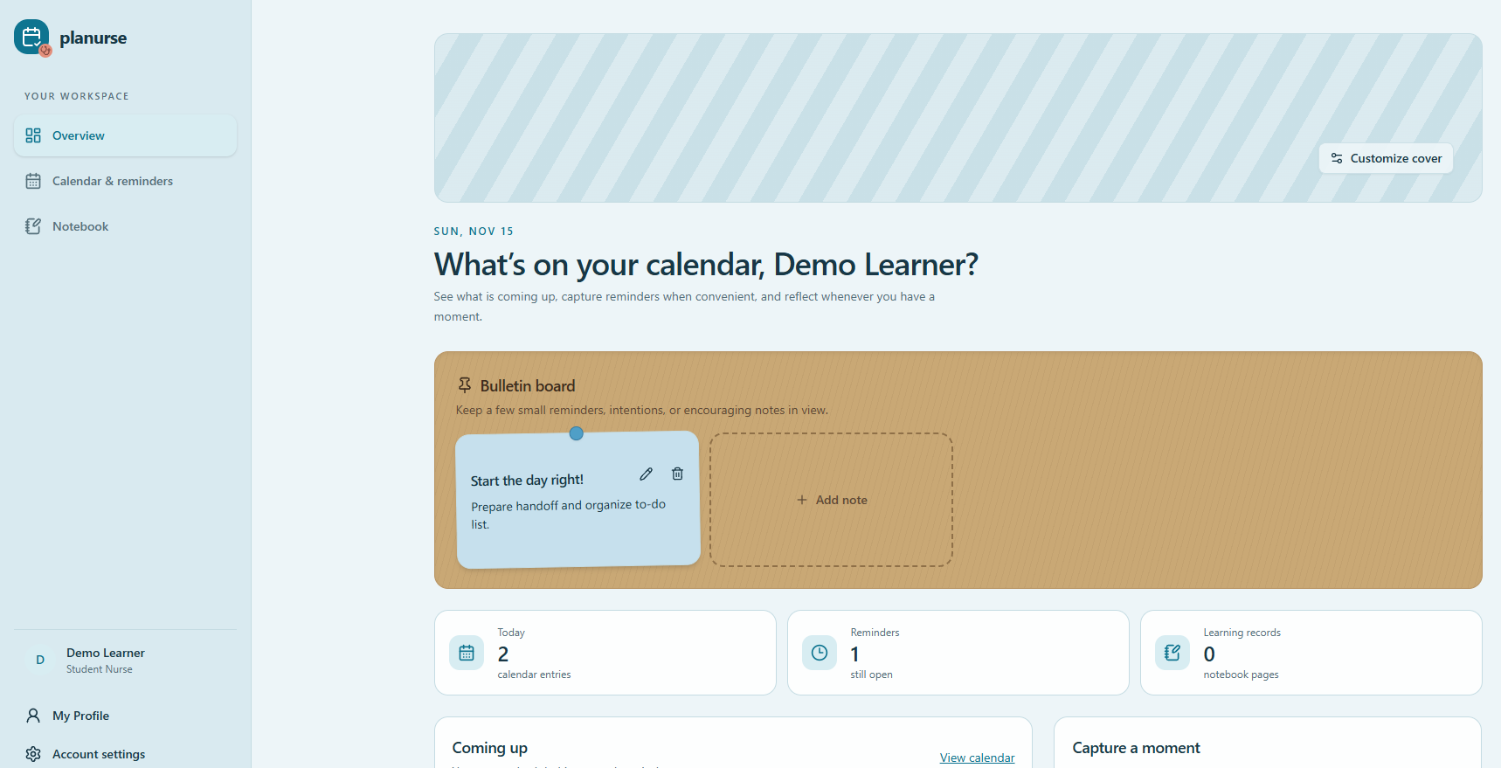 planurse
YOUR WORKSPACE
Overview
Calendar & reminders
Notebook
Demo Learner
Student Nurse
My Profile
Account settings
Customize cover
SUN, NOV 15
What's on your calendar, Demo Learner?
See what is coming up, capture reminders when convenient, and reflect whenever you have a
moment.
Bulletin board
Keep a few small reminders, intentions, or encouraging notes in view.
Start the day right!
Prepare handoff and organize to-do
list.
+ Add note
Today
2
calendar entries
Reminders
1
still open
Learning records
0
notebook pages
Coming up
View calendar
Capture a moment
D